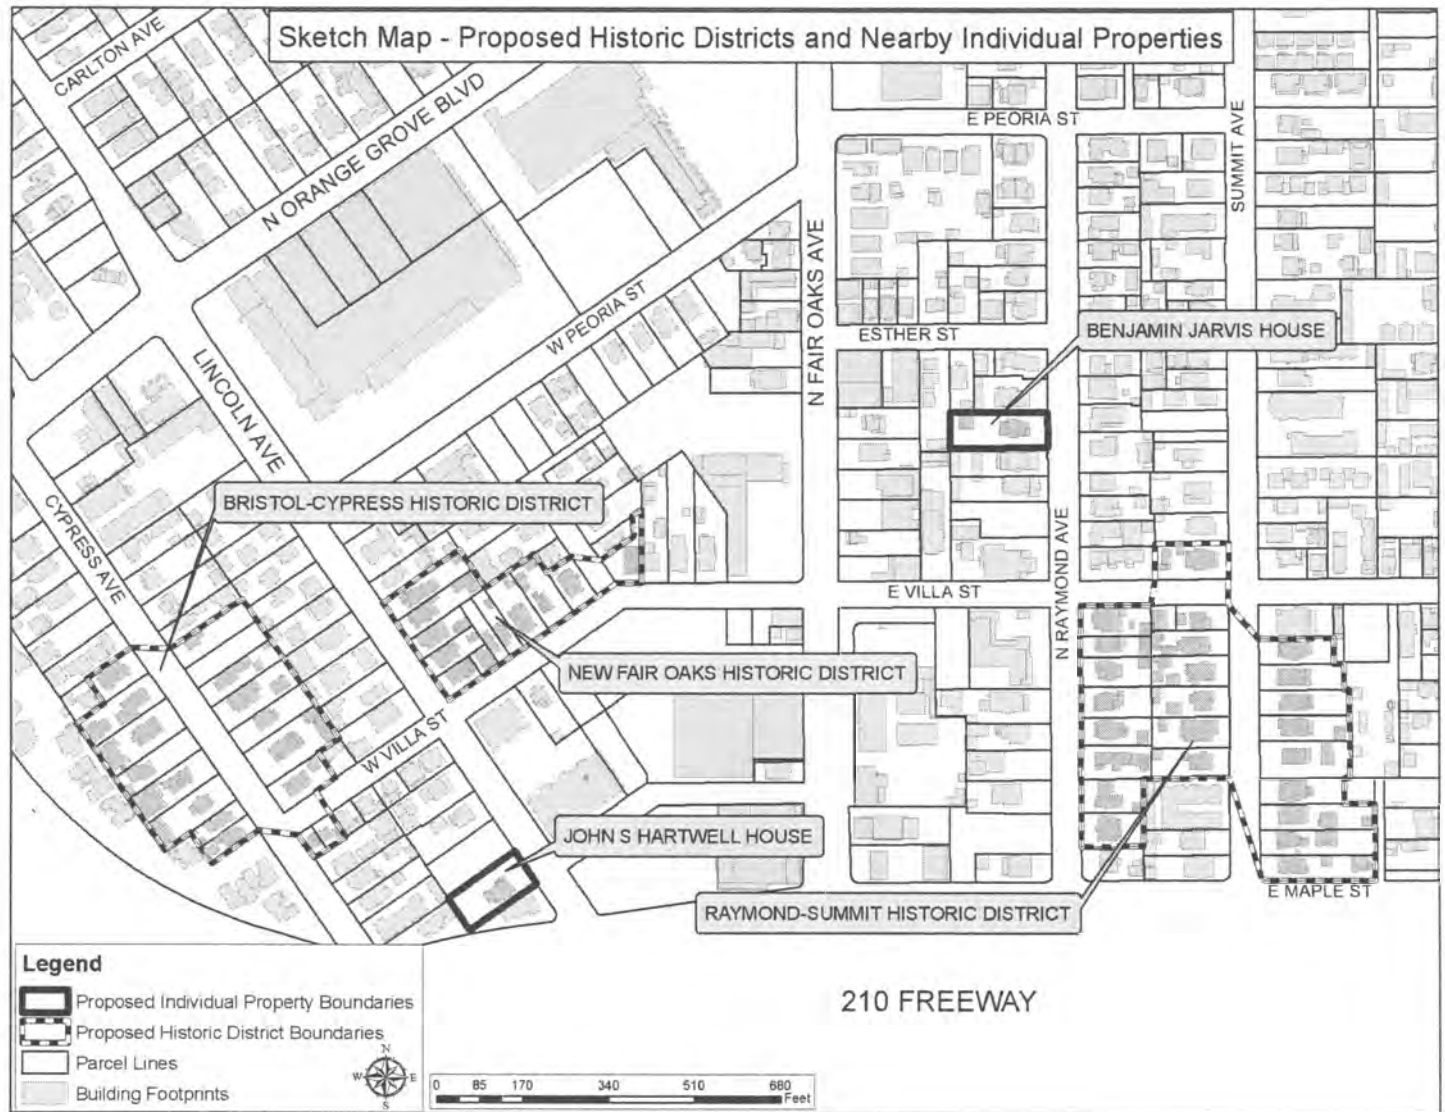 Sketch Map - Proposed Historic Districts and Nearby Individual Properties
CARLTON AVE
N ORANGE GROVE BLVD
E PEORIA ST
SUMMIT AVE
N FAIR OAKS AVE
W PEORIA ST
ESTHER ST
BENJAMIN JARVIS HOUSE
LINCOLN AVE
BRISTOL-CYPRESS HISTORIC DISTRICT
CYPRESS AVE
N RAYMOND AVE
E VILLA ST
NEW FAIR OAKS HISTORIC DISTRICT
W VILLA ST
JOHN S HARTWELL HOUSE
RAYMOND-SUMMIT HISTORIC DISTRICT
E MAPLE ST
210 FREEWAY
Legend
Proposed Individual Property Boundaries
Proposed Historic District Boundaries
Parcel Lines
Building Footprints
N
W E
S
0 85 170 340 510 680
Feet